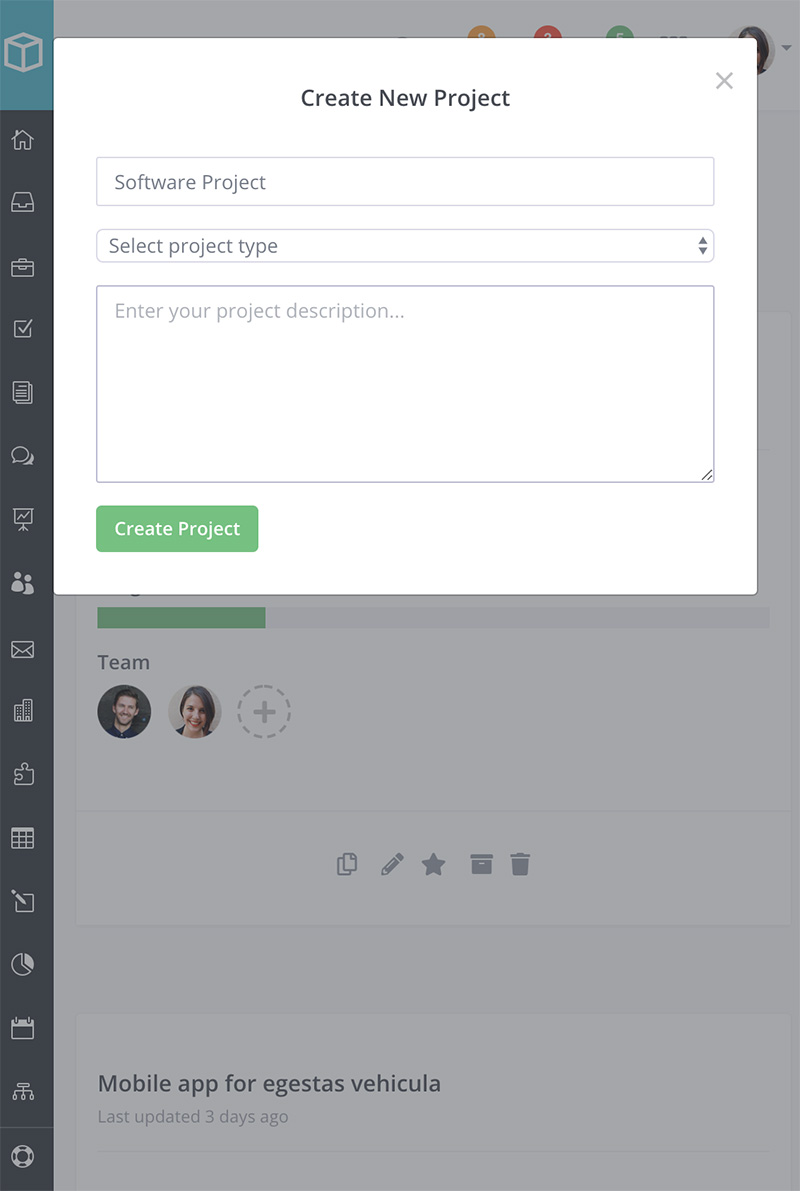 Create New Project
×
Software Project
Select project type
Enter your project description...
Create Project
Team
Mobile app for egestas vehicula
Last updated 3 days ago